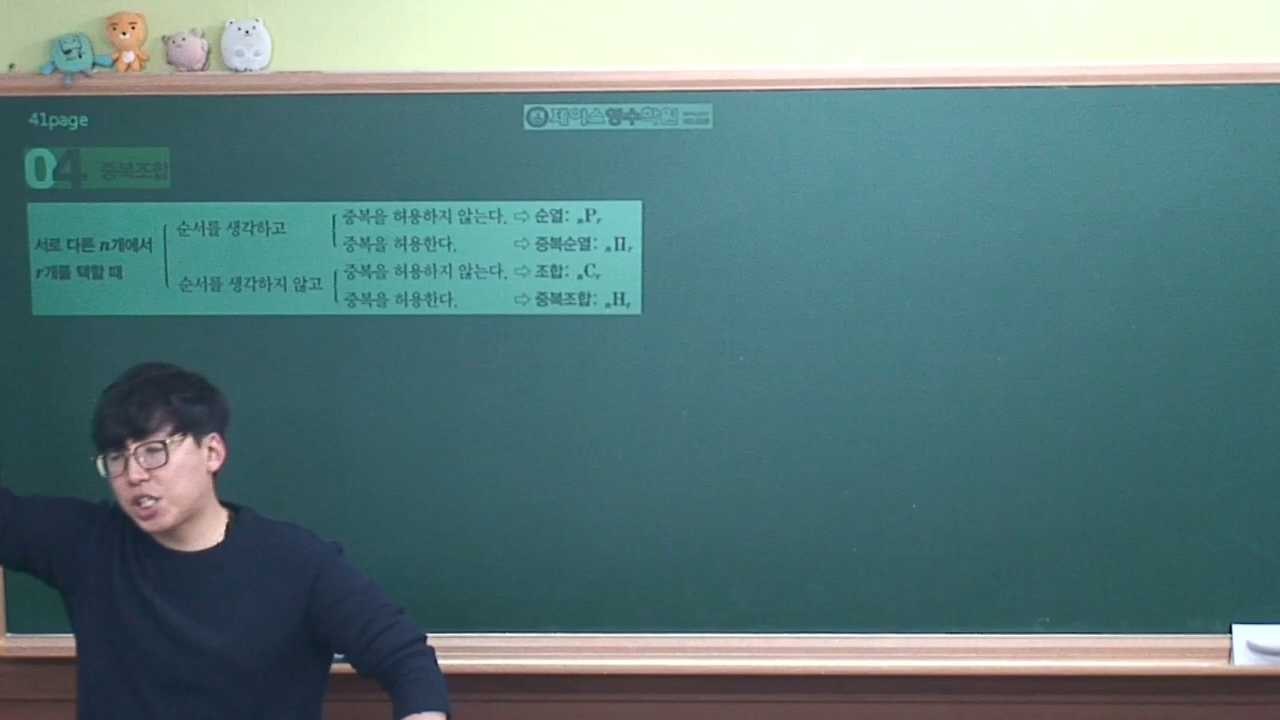 41page
제이스영수학원
04 중복조합
서로 다른 n개에서
r개를 택할 때
순서를 생각하고
중복을 허용하지 않는다. ⇨ 순열: ₙPᵣ
중복을 허용한다. ⇨ 중복순열: ₙΠᵣ
순서를 생각하지 않고
중복을 허용하지 않는다. ⇨ 조합: ₙCᵣ
중복을 허용한다. ⇨ 중복조합: ₙHᵣ